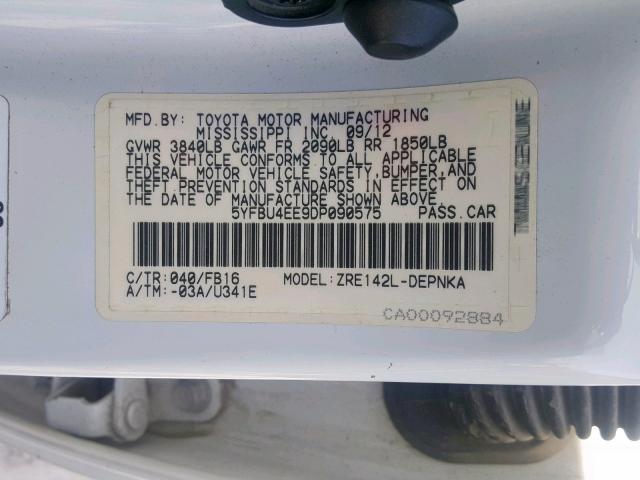 MFD.BY: TOYOTA MOTOR MANUFACTURING
MISSISSIPPI INC. 09/12
GVWR 3840LB GAWR FR 2090LB RR 1850LB
THIS VEHICLE CONFORMS TO ALL APPLICABLE
FEDERAL MOTOR VEHICLE SAFETY, BUMPER, AND
THEFT PREVENTION STANDARDS IN EFFECT ON
THE DATE OF MANUFACTURE SHOWN ABOVE.
5YFBU4EE9DP090575 PASS.CAR
C/TR: 040/FB16 MODEL: ZRE142L-DEPNKA
A/TM: -03A/U341E
CA00092884